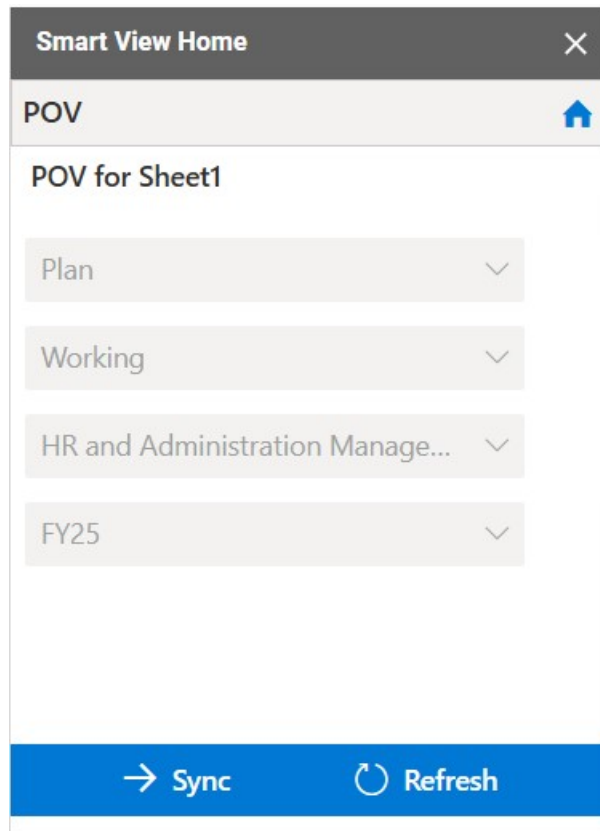 Smart View Home
POV
POV for Sheet1
Plan
Working
HR and Administration Manage...
FY25
Sync
Refresh